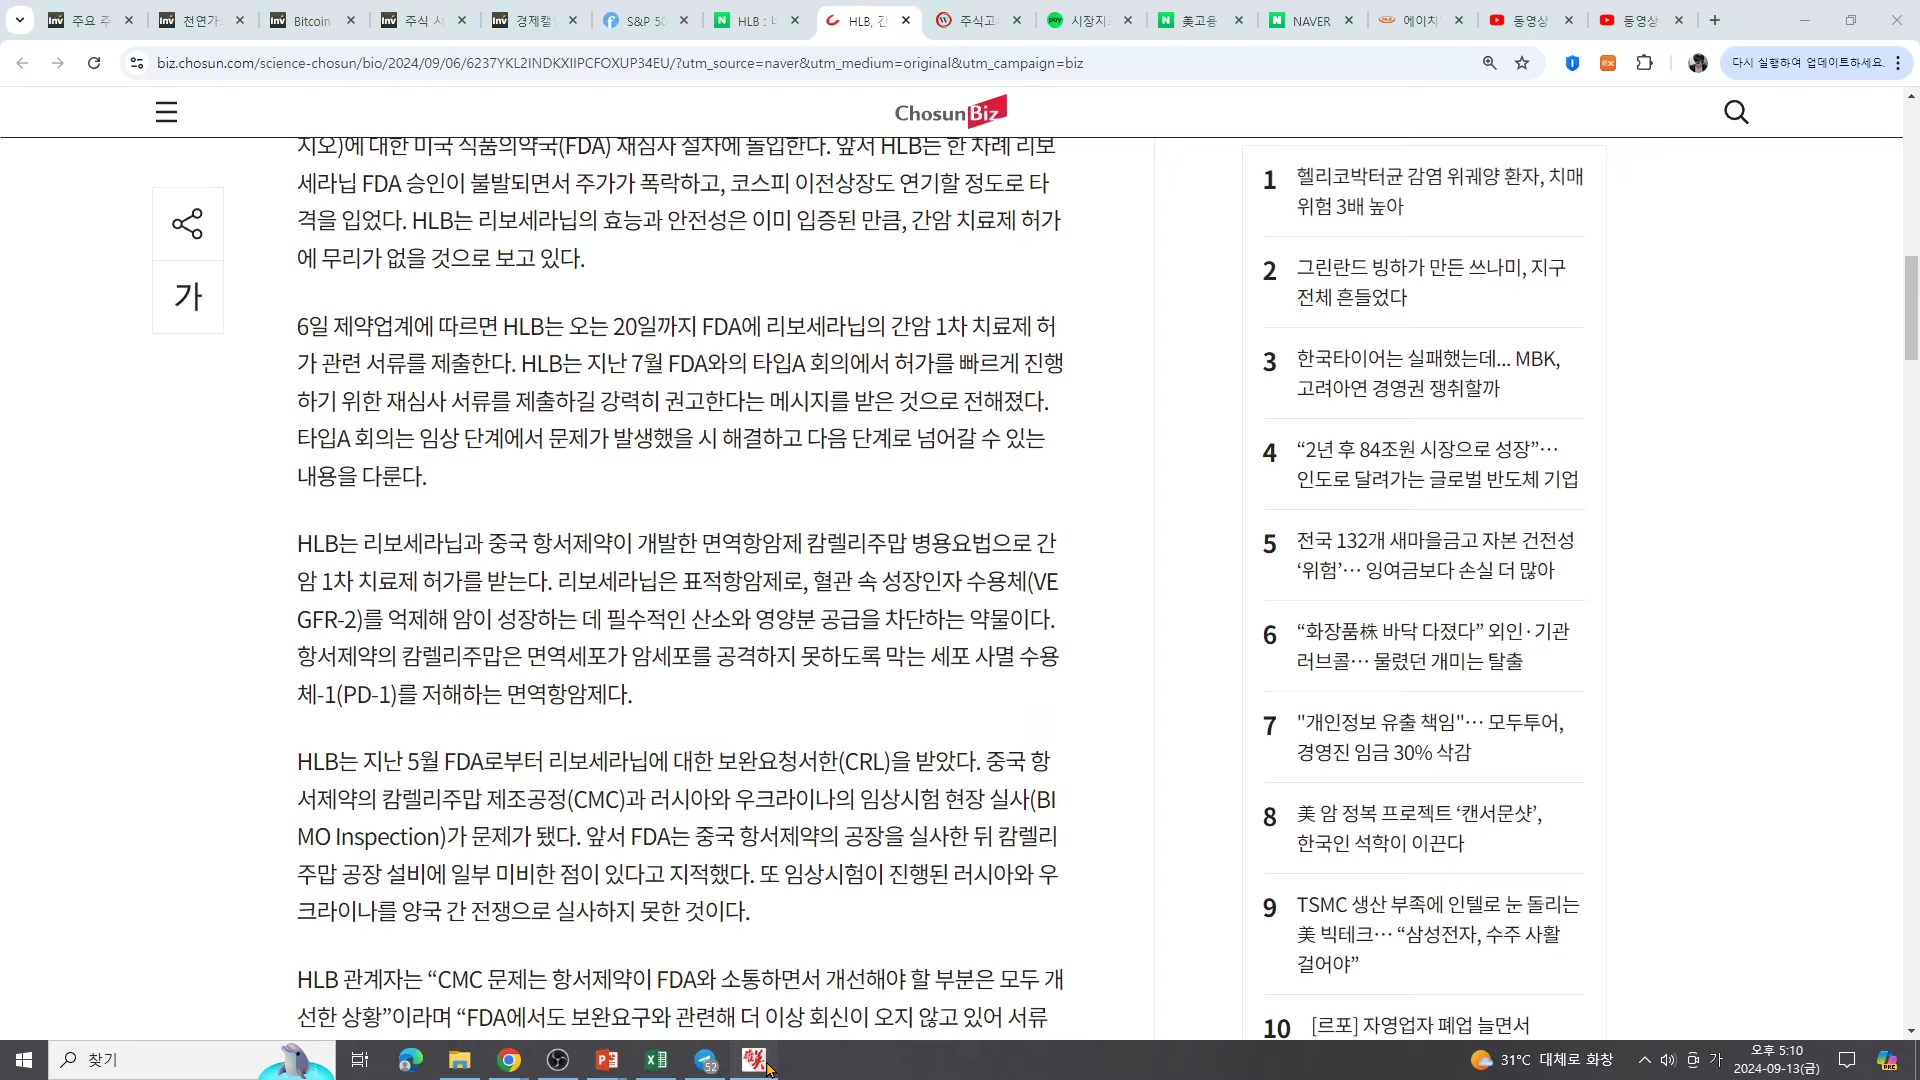 주요 주
천연가
Bitcoin
주식 시
경제캘
S&P 50
HLB : 
HLB, 간
주식고
시장지
美고용
NAVER
에이치
동영상
동영상
biz.chosun.com/science-chosun/bio/2024/09/06/6237YKL2INDKXIIPCFOXUP34EU/?utm_source=naver&utm_medium=original&utm_campaign=biz
다시 실행하여 업데이트하세요.
ChosunBiz
가
지오)에 대한 미국 식품의약국(FDA) 재심사 절차에 돌입한다. 앞서 HLB는 한 차례 리보
세라닙 FDA 승인이 불발되면서 주가가 폭락하고, 코스피 이전상장도 연기할 정도로 타
격을 입었다. HLB는 리보세라닙의 효능과 안전성은 이미 입증된 만큼, 간암 치료제 허가
에 무리가 없을 것으로 보고 있다.
6일 제약업계에 따르면 HLB는 오는 20일까지 FDA에 리보세라닙의 간암 1차 치료제 허
가 관련 서류를 제출한다. HLB는 지난 7월 FDA와의 타입A 회의에서 허가를 빠르게 진행
하기 위한 재심사 서류를 제출하길 강력히 권고한다는 메시지를 받은 것으로 전해졌다.
타입A 회의는 임상 단계에서 문제가 발생했을 시 해결하고 다음 단계로 넘어갈 수 있는
내용을 다룬다.
HLB는 리보세라닙과 중국 항서제약이 개발한 면역항암제 캄렐리주맙 병용요법으로 간
암 1차 치료제 허가를 받는다. 리보세라닙은 표적항암제로, 혈관 속 성장인자 수용체(VE
GFR-2)를 억제해 암이 성장하는 데 필수적인 산소와 영양분 공급을 차단하는 약물이다.
항서제약의 캄렐리주맙은 면역세포가 암세포를 공격하지 못하도록 막는 세포 사멸 수용
체-1(PD-1)를 저해하는 면역항암제다.
HLB는 지난 5월 FDA로부터 리보세라닙에 대한 보완요청서한(CRL)을 받았다. 중국 항
서제약의 캄렐리주맙 제조공정(CMC)과 러시아와 우크라이나의 임상시험 현장 실사(BI
MO Inspection)가 문제가 됐다. 앞서 FDA는 중국 항서제약의 공장을 실사한 뒤 캄렐리
주맙 공장 설비에 일부 미비한 점이 있다고 지적했다. 또 임상시험이 진행된 러시아와 우
크라이나를 양국 간 전쟁으로 실사하지 못한 것이다.
HLB 관계자는 “CMC 문제는 항서제약이 FDA와 소통하면서 개선해야 할 부분은 모두 개
선한 상황”이라며 “FDA에서도 보완요구와 관련해 더 이상 회신이 오지 않고 있어 서류
1 헬리코박터균 감염 위궤양 환자, 치매
위험 3배 높아
2 그린란드 빙하가 만든 쓰나미, 지구
전체 흔들었다
3 한국타이어는 실패했는데... MBK,
고려아연 경영권 쟁취할까
4 “2년 후 84조원 시장으로 성장”…
인도로 달려가는 글로벌 반도체 기업
5 전국 132개 새마을금고 자본 건전성
‘위험’… 잉여금보다 손실 더 많아
6 “화장품株 바닥 다졌다” 외인·기관
러브콜… 물렸던 개미는 탈출
7 "개인정보 유출 책임"… 모두투어,
경영진 임금 30% 삭감
8 美 암 정복 프로젝트 ‘캔서문샷’,
한국인 석학이 이끈다
9 TSMC 생산 부족에 인텔로 눈 돌리는
美 빅테크… “삼성전자, 수주 사활
걸어야”
10 [르포] 자영업자 폐업 늘면서
찾기
52
31°C 대체로 화창
가
오후 5:10
2024-09-13(금)